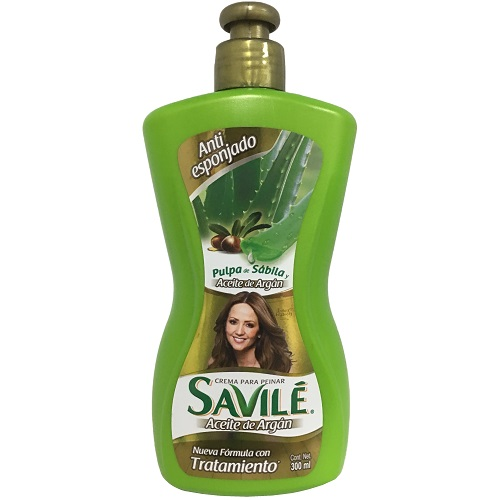 Anti
esponjado
Pulpa de Sábila y
Aceite de Argán
CREMA PARA PEINAR
SAVILÉ®
Aceite de Argán
Nueva Fórmula con
Tratamiento
Cont. Net.
300 ml